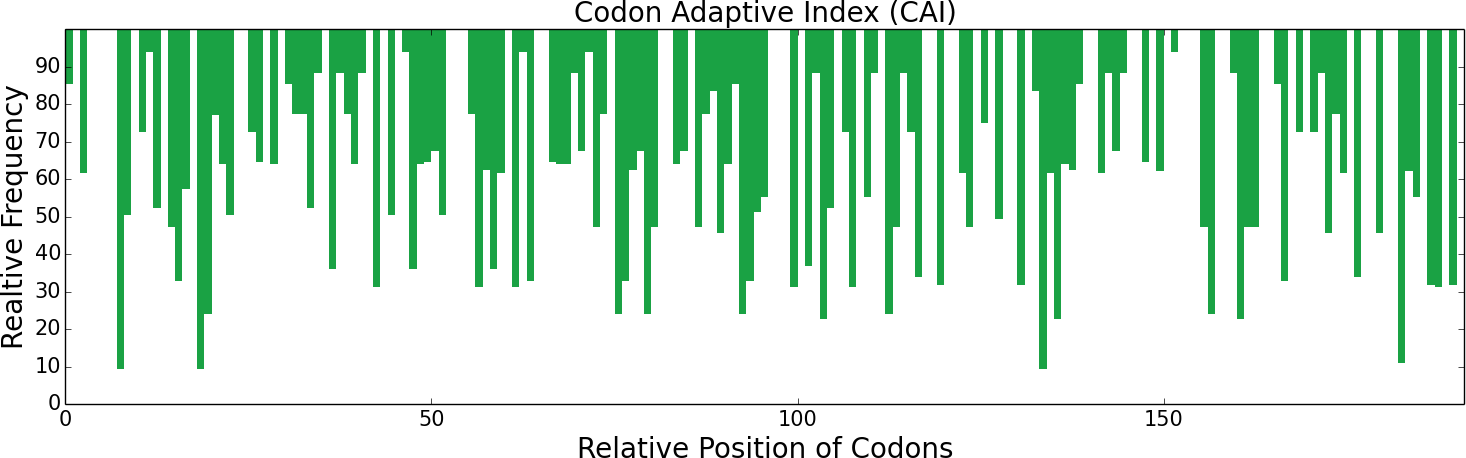 Codon Adaptive Index (CAI)
Realtive Frequency
90
80
70
60
50
40
30
20
10
0
0 50 100 150
Relative Position of Codons